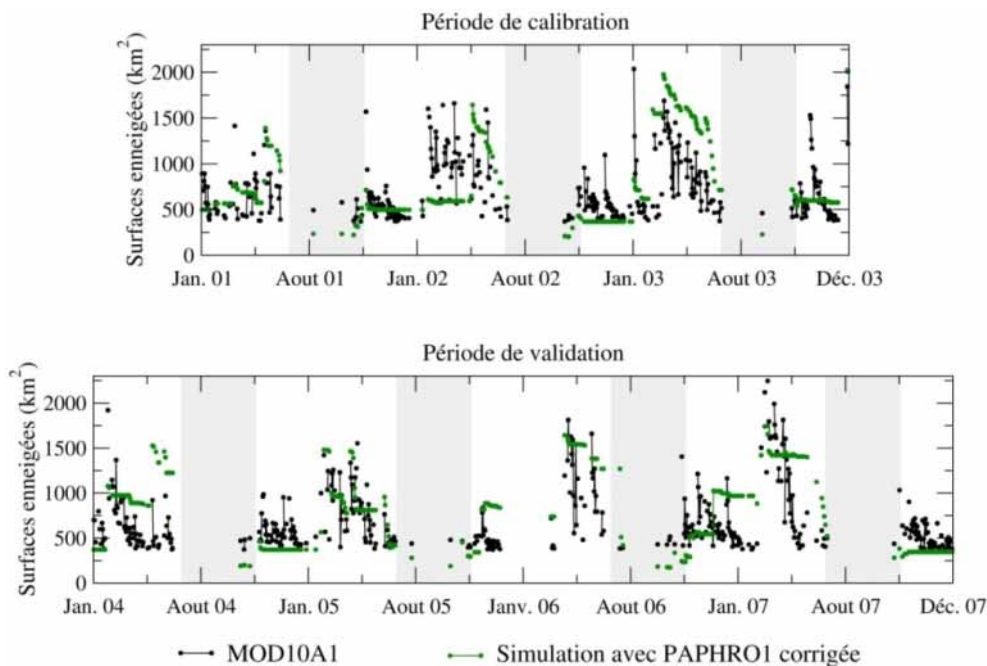 Période de calibration
Surfaces enneigées (km²)
2000
1500
1000
500
0
Jan. 01 Aout 01 Jan. 02 Aout 02 Jan. 03 Aout 03 Déc. 03
Période de validation
Surfaces enneigées (km²)
2000
1500
1000
500
0
Jan. 04 Aout 04 Jan. 05 Aout 05 Janv. 06 Aout 06 Jan. 07 Aout 07 Déc. 07
MOD10A1 Simulation avec PAPHRO1 corrigée